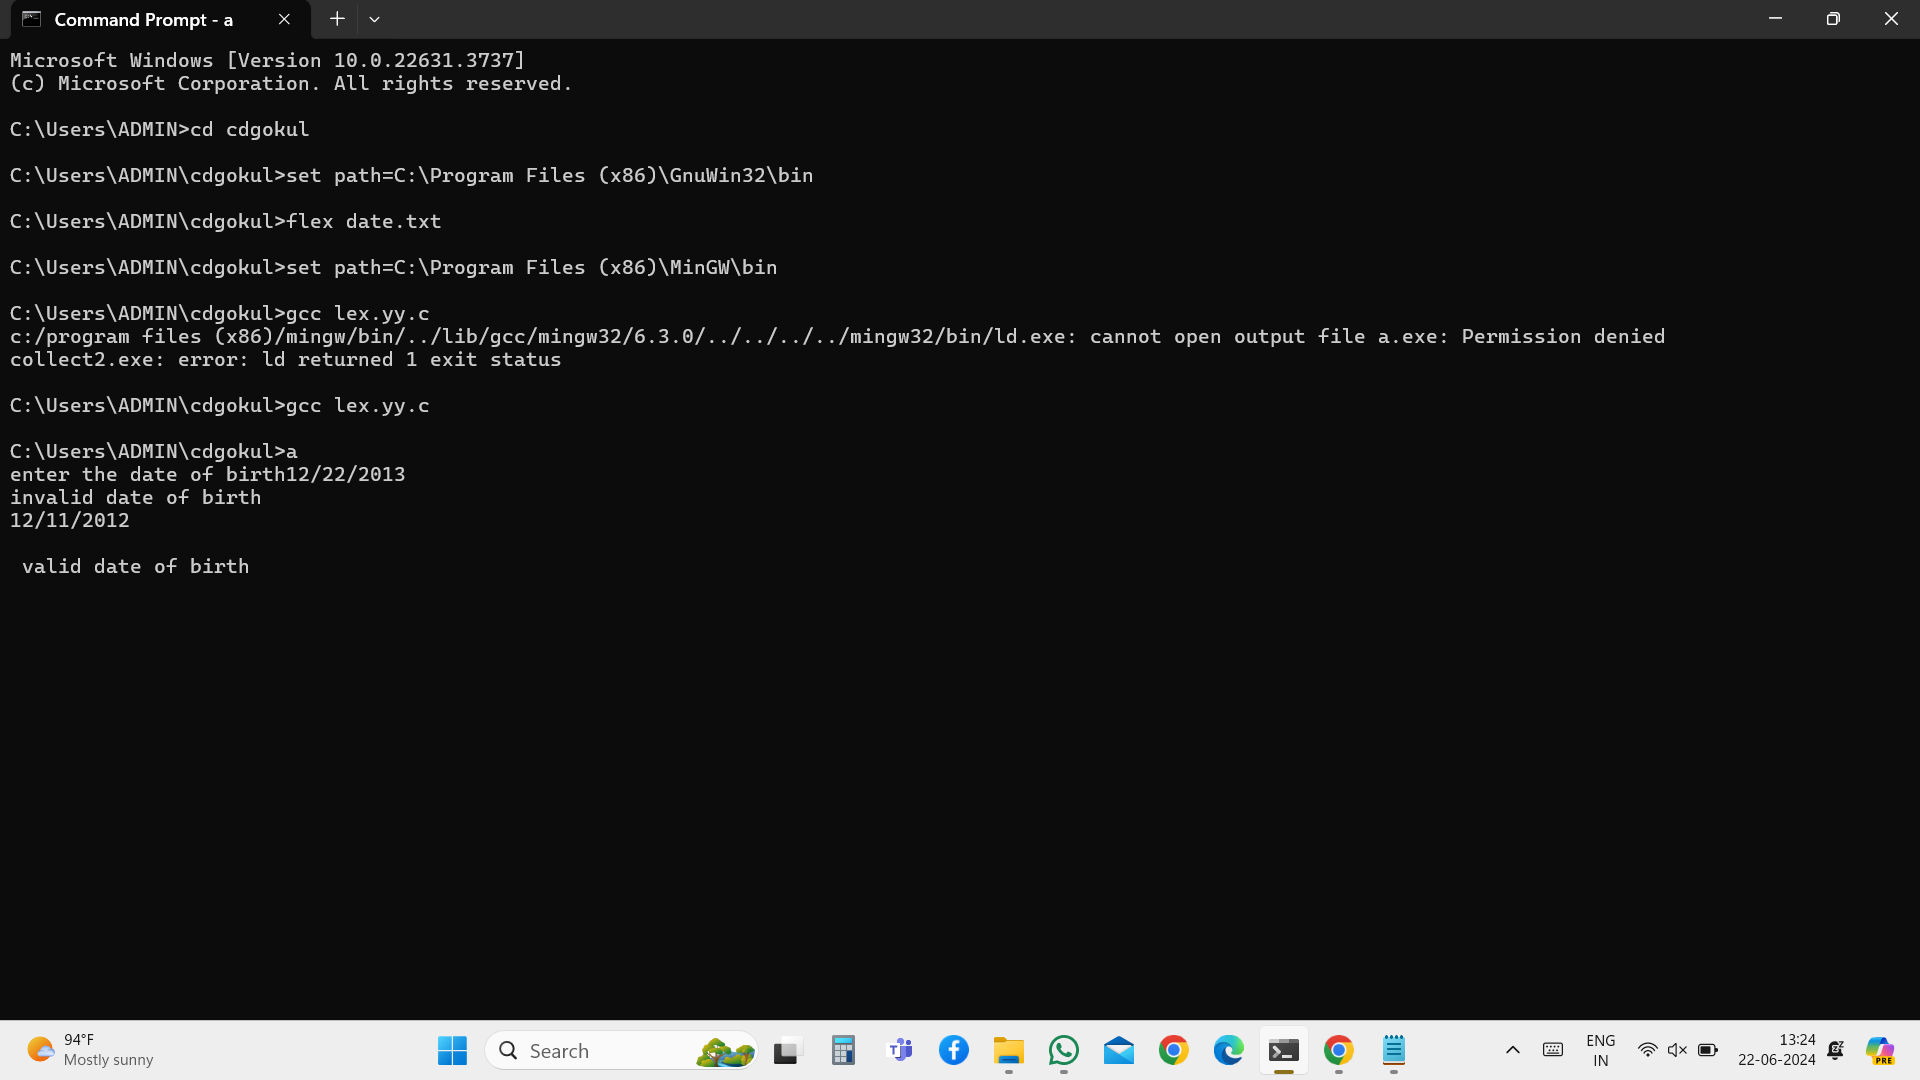 Command Prompt - a
Microsoft Windows [Version 10.0.22631.3737]
(c) Microsoft Corporation. All rights reserved.
C:\Users\ADMIN>cd cdgokul
C:\Users\ADMIN\cdgokul>set path=C:\Program Files (x86)\GnuWin32\bin
C:\Users\ADMIN\cdgokul>flex date.txt
C:\Users\ADMIN\cdgokul>set path=C:\Program Files (x86)\MinGW\bin
C:\Users\ADMIN\cdgokul>gcc lex.yy.c
c:/program files (x86)/mingw/bin/../lib/gcc/mingw32/6.3.0/../../../../mingw32/bin/ld.exe: cannot open output file a.exe: Permission denied
collect2.exe: error: ld returned 1 exit status
C:\Users\ADMIN\cdgokul>gcc lex.yy.c
C:\Users\ADMIN\cdgokul>a
enter the date of birth12/22/2013
invalid date of birth
12/11/2012
valid date of birth
94°F
Mostly sunny
Search
ENG
IN
13:24
22-06-2024
PRE